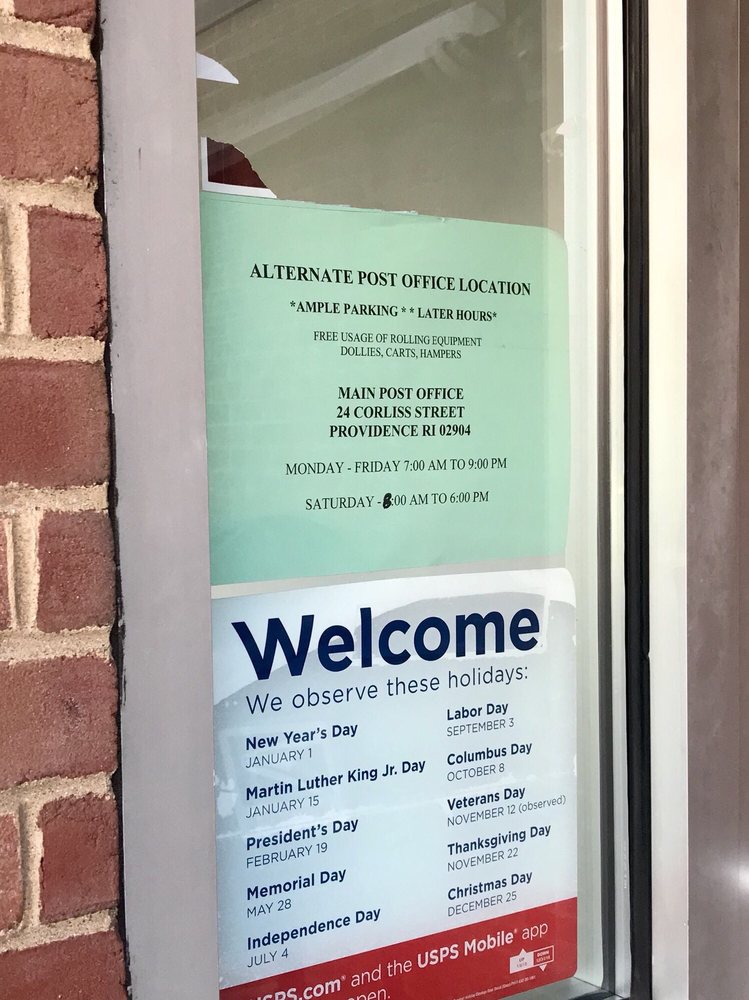 ALTERNATE POST OFFICE LOCATION
*AMPLE PARKING * * LATER HOURS*
FREE USAGE OF ROLLING EQUIPMENT
DOLLIES, CARTS, HAMPERS
MAIN POST OFFICE
24 CORLISS STREET
PROVIDENCE RI 02904
MONDAY - FRIDAY 7:00 AM TO 9:00 PM
SATURDAY - 8:00 AM TO 6:00 PM
Welcome
We observe these holidays:
New Year's Day
JANUARY 1
Martin Luther King Jr. Day
JANUARY 15
President's Day
FEBRUARY 19
Memorial Day
MAY 28
Independence Day
JULY 4
Labor Day
SEPTEMBER 3
Columbus Day
OCTOBER 8
Veterans Day
NOVEMBER 12 (observed)
Thanksgiving Day
NOVEMBER 22
Christmas Day
DECEMBER 25
USPS.com® and the USPS Mobile® app
open.
UP
DOWN